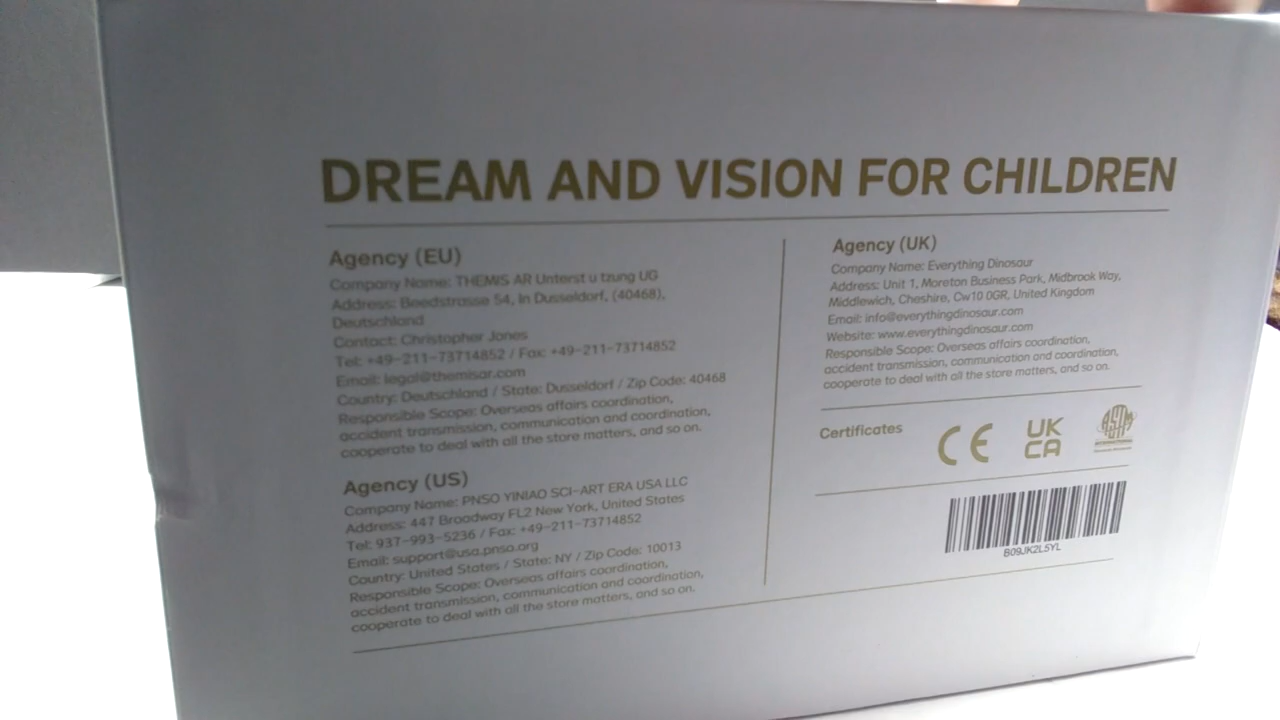 DREAM AND VISION FOR CHILDREN
Agency (EU)
Company Name: THEMIS AR Unterst u tzung UG
Address: Beedstrasse 54, In Dusseldorf, (40468),
Deutschland
Contact: Christopher Jones
Tel: +49-211-73714852 / Fax: +49-211-73714852
Email: legal@themisar.com
Country: Deutschland / State: Dusseldorf / Zip Code: 40468
Responsible Scope: Overseas affairs coordination,
accident transmission, communication and coordination,
cooperate to deal with all the store matters, and so on.
Agency (US)
Company Name: PNSO YINIAO SCI-ART ERA USA LLC
Address: 447 Broadway FL2 New York, United States
Tel: 937-993-5236 / Fax: +49-211-73714852
Email: support@usa.pnso.org
Country: United States / State: NY / Zip Code: 10013
Responsible Scope: Overseas affairs coordination,
accident transmission, communication and coordination,
cooperate to deal with all the store matters, and so on.
Agency (UK)
Company Name: Everything Dinosaur
Address: Unit 1, Moreton Business Park, Midbrook Way,
Middlewich, Cheshire, Cw10 0GR, United Kingdom
Email: info@everythingdinosaur.com
Website: www.everythingdinosaur.com
Responsible Scope: Overseas affairs coordination,
accident transmission, communication and coordination,
cooperate to deal with all the store matters, and so on.
Certificates
CE
UK
CA
ASTM
INTERNATIONAL
B09JK2L5YL